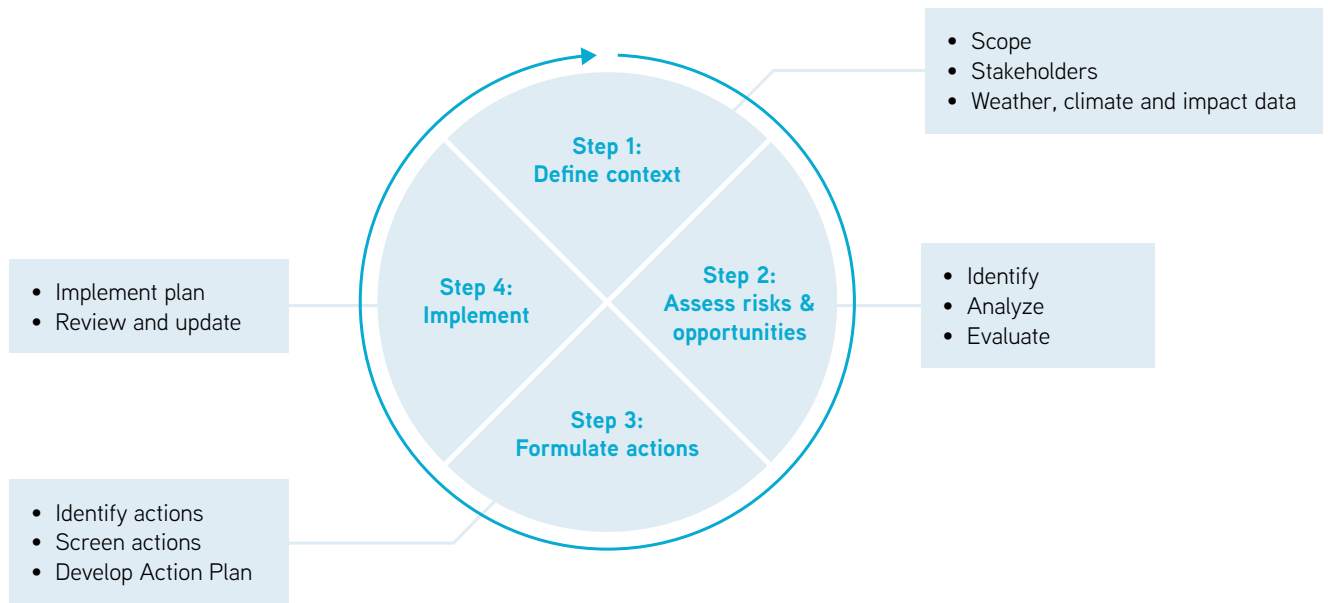 • Scope
• Stakeholders
• Weather, climate and impact data
Step 1:
Define context
Step 2:
Assess risks &
opportunities
• Identify
• Analyze
• Evaluate
Step 3:
Formulate actions
• Identify actions
• Screen actions
• Develop Action Plan
Step 4:
Implement
• Implement plan
• Review and update